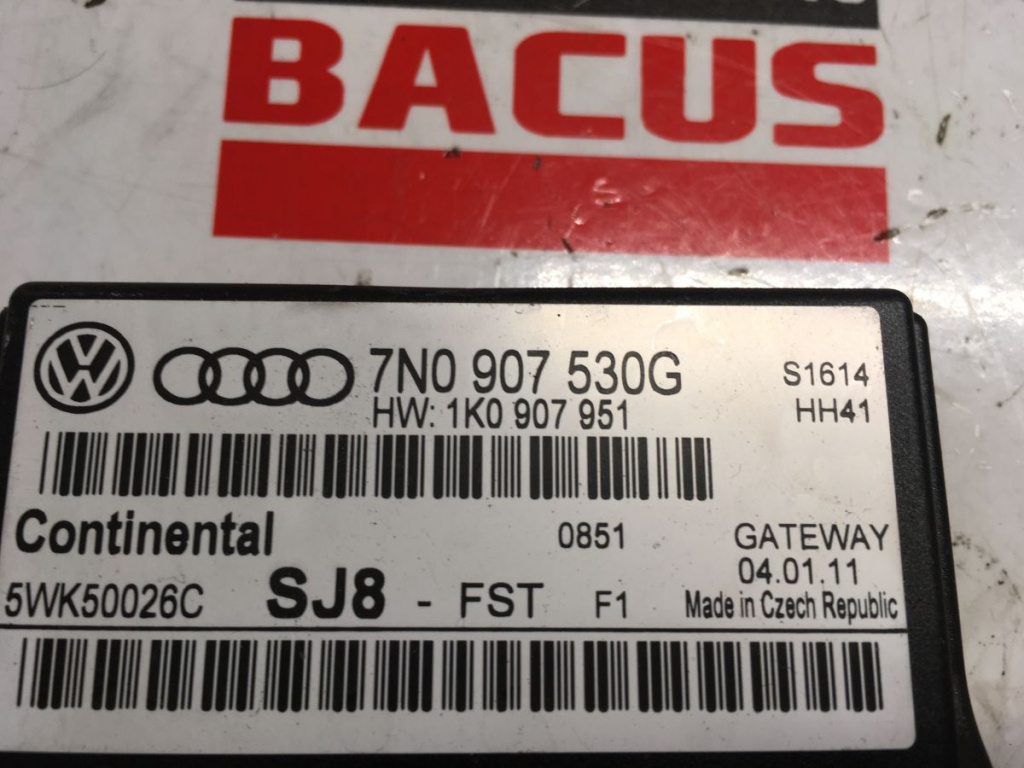 BACUS
7N0 907 530G
S1614
HW: 1K0 907 951
HH41
Continental
0851
GATEWAY
04.01.11
5WK50026C
SJ8 - FST F1
Made in Czech Republic